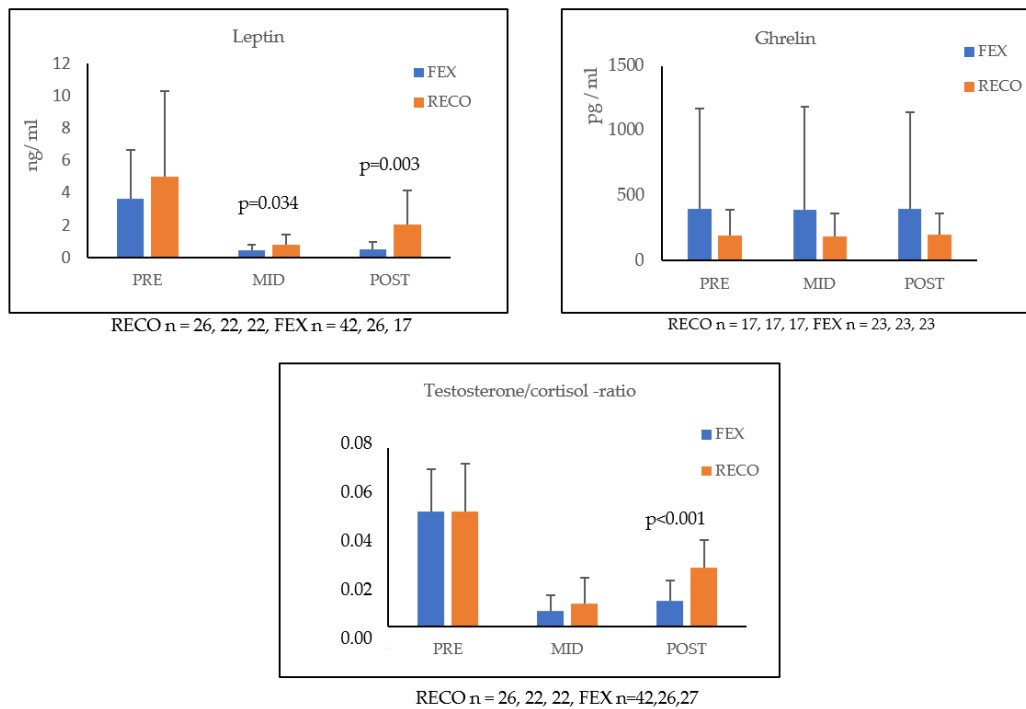 Leptin
12
10
8
6
4
2
0
ng/ ml
FEX
RECO
p=0.034
p=0.003
PRE MID POST
RECO n = 26, 22, 22, FEX n = 42, 26, 17
Ghrelin
1500
1000
500
0
pg / ml
FEX
RECO
PRE MID POST
RECO n = 17, 17, 17, FEX n = 23, 23, 23
Testosterone/cortisol -ratio
0.08
0.06
0.04
0.02
0.00
FEX
RECO
p<0.001
PRE MID POST
RECO n = 26, 22, 22, FEX n=42,26,27